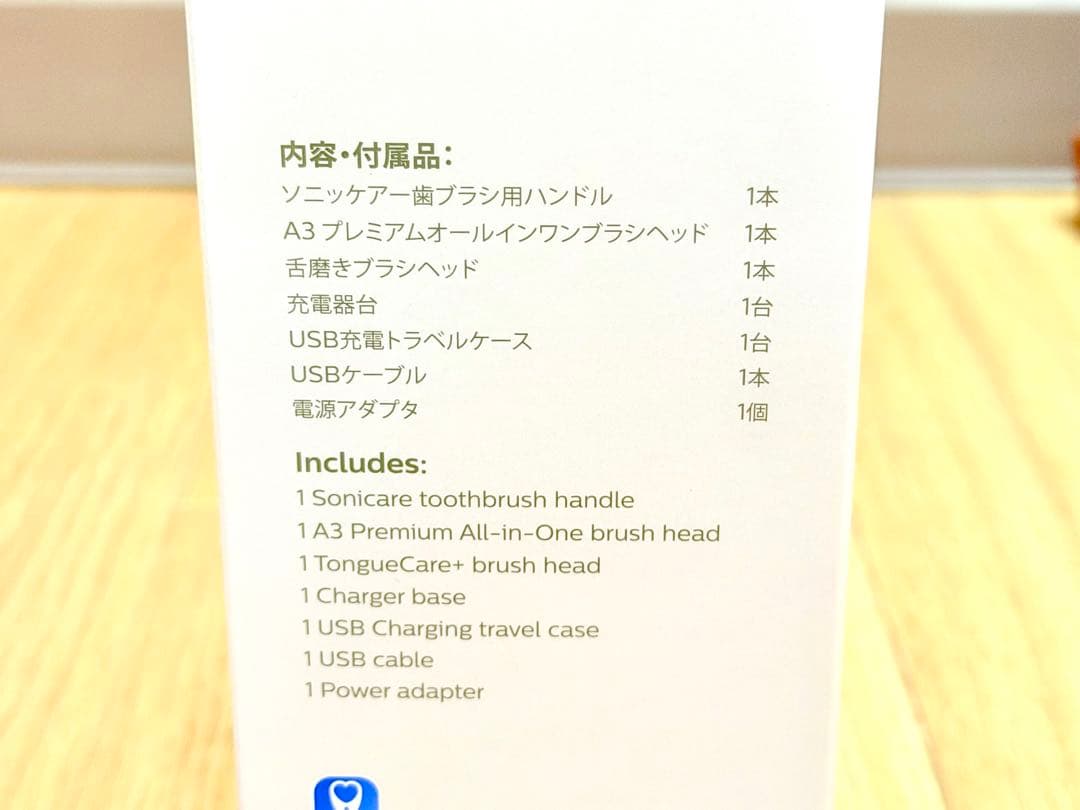 内容・付属品：
ソニッケアー歯ブラシ用ハンドル 1本
A3 プレミアムオールインワンブラシヘッド 1本
舌磨きブラシヘッド 1本
充電器台 1台
USB充電トラベルケース 1台
USBケーブル 1本
電源アダプタ 1個
Includes:
1 Sonicare toothbrush handle
1 A3 Premium All-in-One brush head
1 TongueCare+ brush head
1 Charger base
1 USB Charging travel case
1 USB cable
1 Power adapter